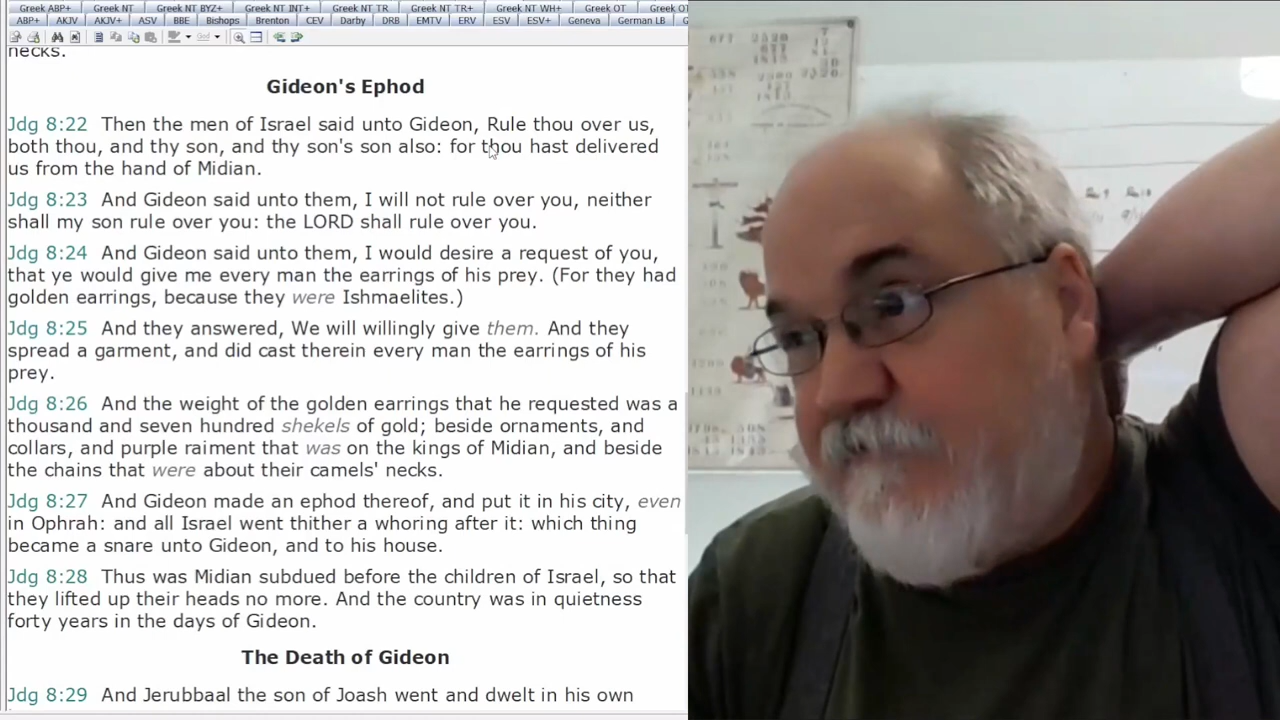 Greek ABP+ Greek NT Greek NT BYZ+ Greek NT INT+ Greek NT TR Greek NT TR+ Greek NT WH+ Greek OT Greek OT
ABP+ AKJV AKJV+ ASV BBE Bishops Brenton CEV Darby DRB EMTV ERV ESV ESV+ Geneva German LB G
necks.
Gideon's Ephod
Jdg 8:22 Then the men of Israel said unto Gideon, Rule thou over us,
both thou, and thy son, and thy son's son also: for thou hast delivered
us from the hand of Midian.
Jdg 8:23 And Gideon said unto them, I will not rule over you, neither
shall my son rule over you: the LORD shall rule over you.
Jdg 8:24 And Gideon said unto them, I would desire a request of you,
that ye would give me every man the earrings of his prey. (For they had
golden earrings, because they were Ishmaelites.)
Jdg 8:25 And they answered, We will willingly give them. And they
spread a garment, and did cast therein every man the earrings of his
prey.
Jdg 8:26 And the weight of the golden earrings that he requested was a
thousand and seven hundred shekels of gold; beside ornaments, and
collars, and purple raiment that was on the kings of Midian, and beside
the chains that were about their camels' necks.
Jdg 8:27 And Gideon made an ephod thereof, and put it in his city, even
in Ophrah: and all Israel went thither a whoring after it: which thing
became a snare unto Gideon, and to his house.
Jdg 8:28 Thus was Midian subdued before the children of Israel, so that
they lifted up their heads no more. And the country was in quietness
forty years in the days of Gideon.
The Death of Gideon
Jdg 8:29 And Jerubbaal the son of Joash went and dwelt in his own
677 2520